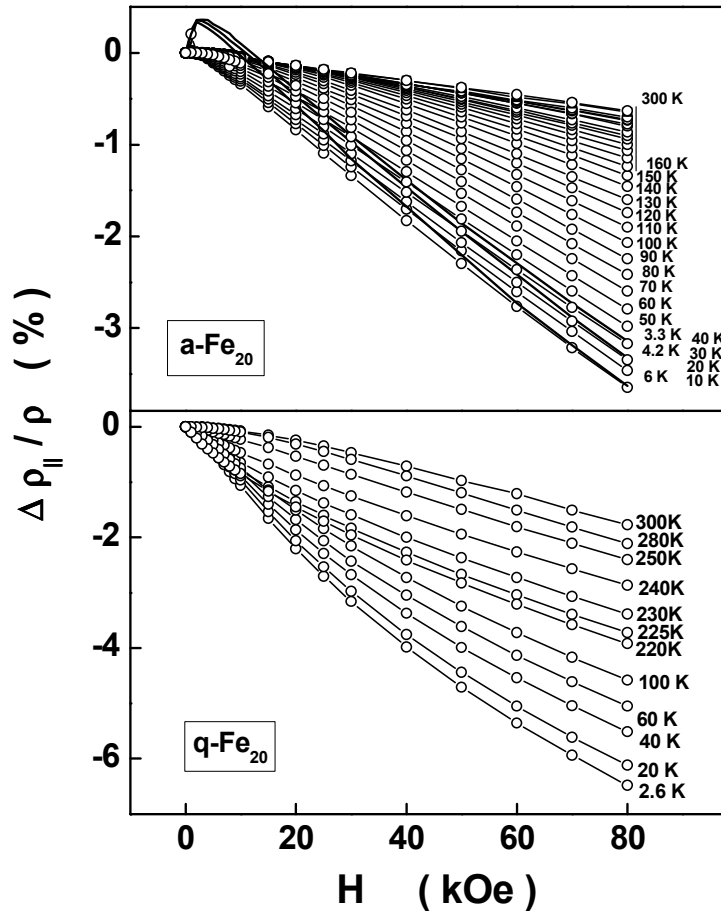 Δ ρ|| / ρ ( % )
0
-1
-2
-3
300 K
160 K
150 K
140 K
130 K
120 K
110 K
100 K
90 K
80 K
70 K
60 K
50 K
3.3 K 40 K
4.2 K 30 K
20 K
6 K 10 K
a-Fe20
0
-2
-4
-6
300K
280K
250K
240K
230K
225K
220K
100 K
60 K
40 K
20 K
2.6 K
q-Fe20
0 20 40 60 80
H ( kOe )